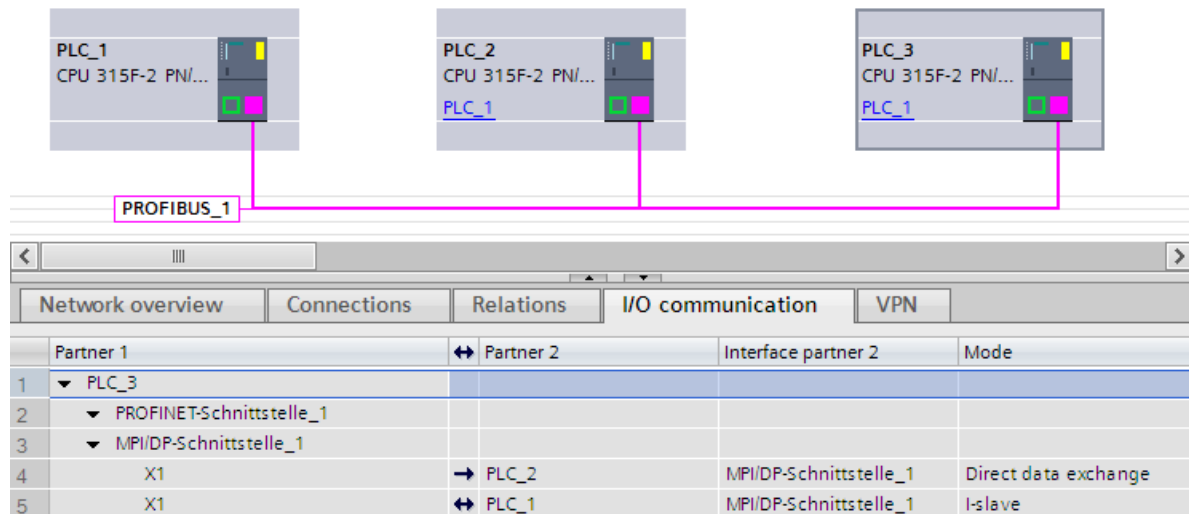 PLC_1
CPU 315F-2 PN/...
PLC_2
CPU 315F-2 PN/...
PLC_1
PLC_3
CPU 315F-2 PN/...
PLC_1
PROFIBUS_1
Network overview Connections Relations I/O communication VPN
Partner 1 ↔ Partner 2 Interface partner 2 Mode
1 PLC_3
2 PROFINET-Schnittstelle_1
3 MPI/DP-Schnittstelle_1
4 X1 → PLC_2 MPI/DP-Schnittstelle_1 Direct data exchange
5 X1 ↔ PLC_1 MPI/DP-Schnittstelle_1 I-slave